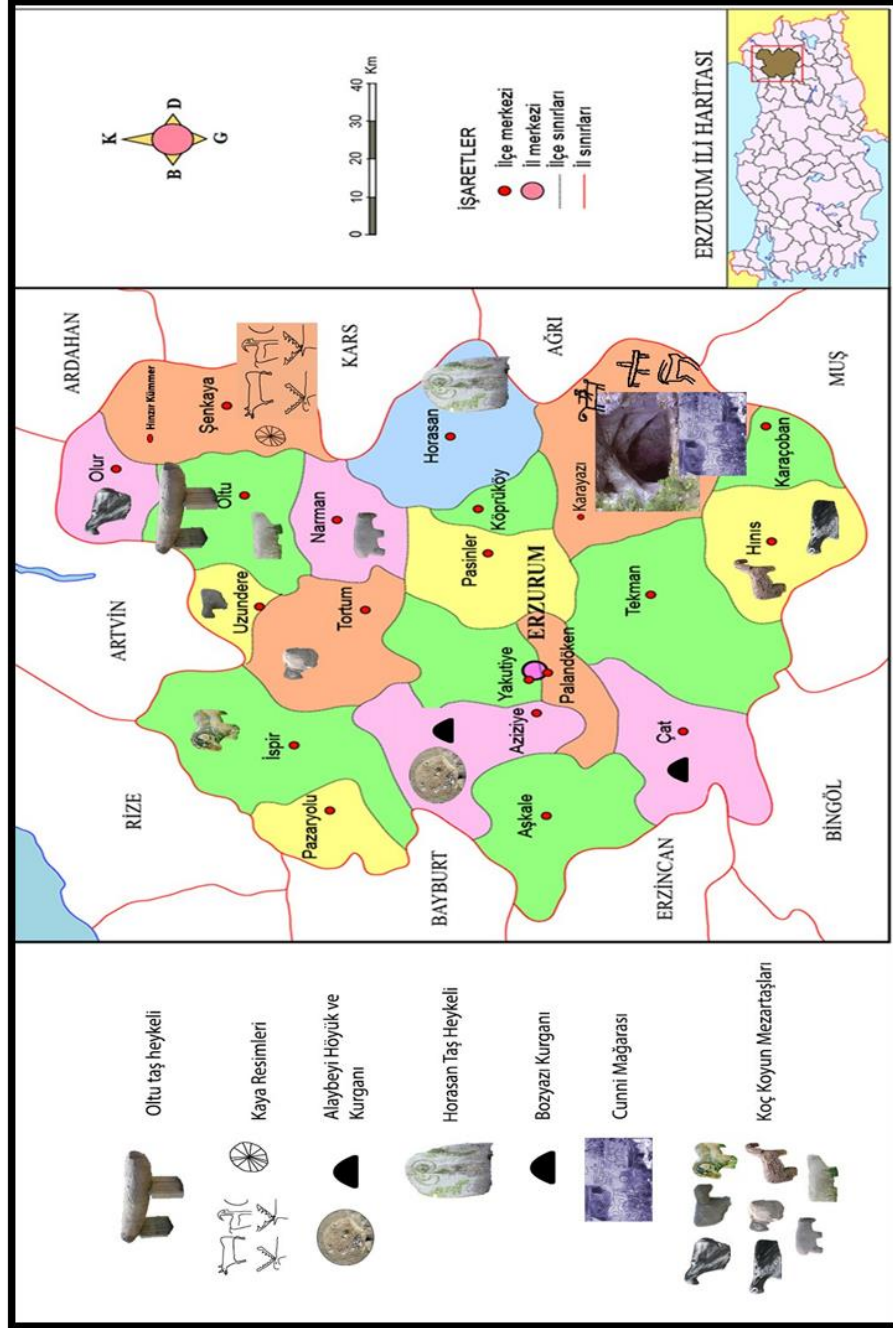 Oltu taş heykeli
Kaya Resimleri
Alaybeyi Höyük ve
Kurganı
Horasan Taş Heykeli
Bozyazı Kurganı
Cunni Mağarası
Koç Koyun Mezartaşları
ARDAHAN
ARTVİN
RİZE
KARS
BAYBURT
AĞRI
ERZİNCAN
MUŞ
BİNGÖL
Hınzır Kümmer
Olur
Şenkaya
Oltu
Uzundere
Narman
Tortum
İspir
Pazaryolu
Horasan
Köprüköy
Pasinler
ERZURUM
Yakutiye
Palandöken
Aziziye
Aşkale
Karayazı
Karaçoban
Hınıs
Tekman
Çat
K
B
D
G
0 10 20 30 40
Km
İŞARETLER
İlçe merkezi
İl merkezi
İlçe sınırları
İl sınırları
ERZURUM İLİ HARİTASI